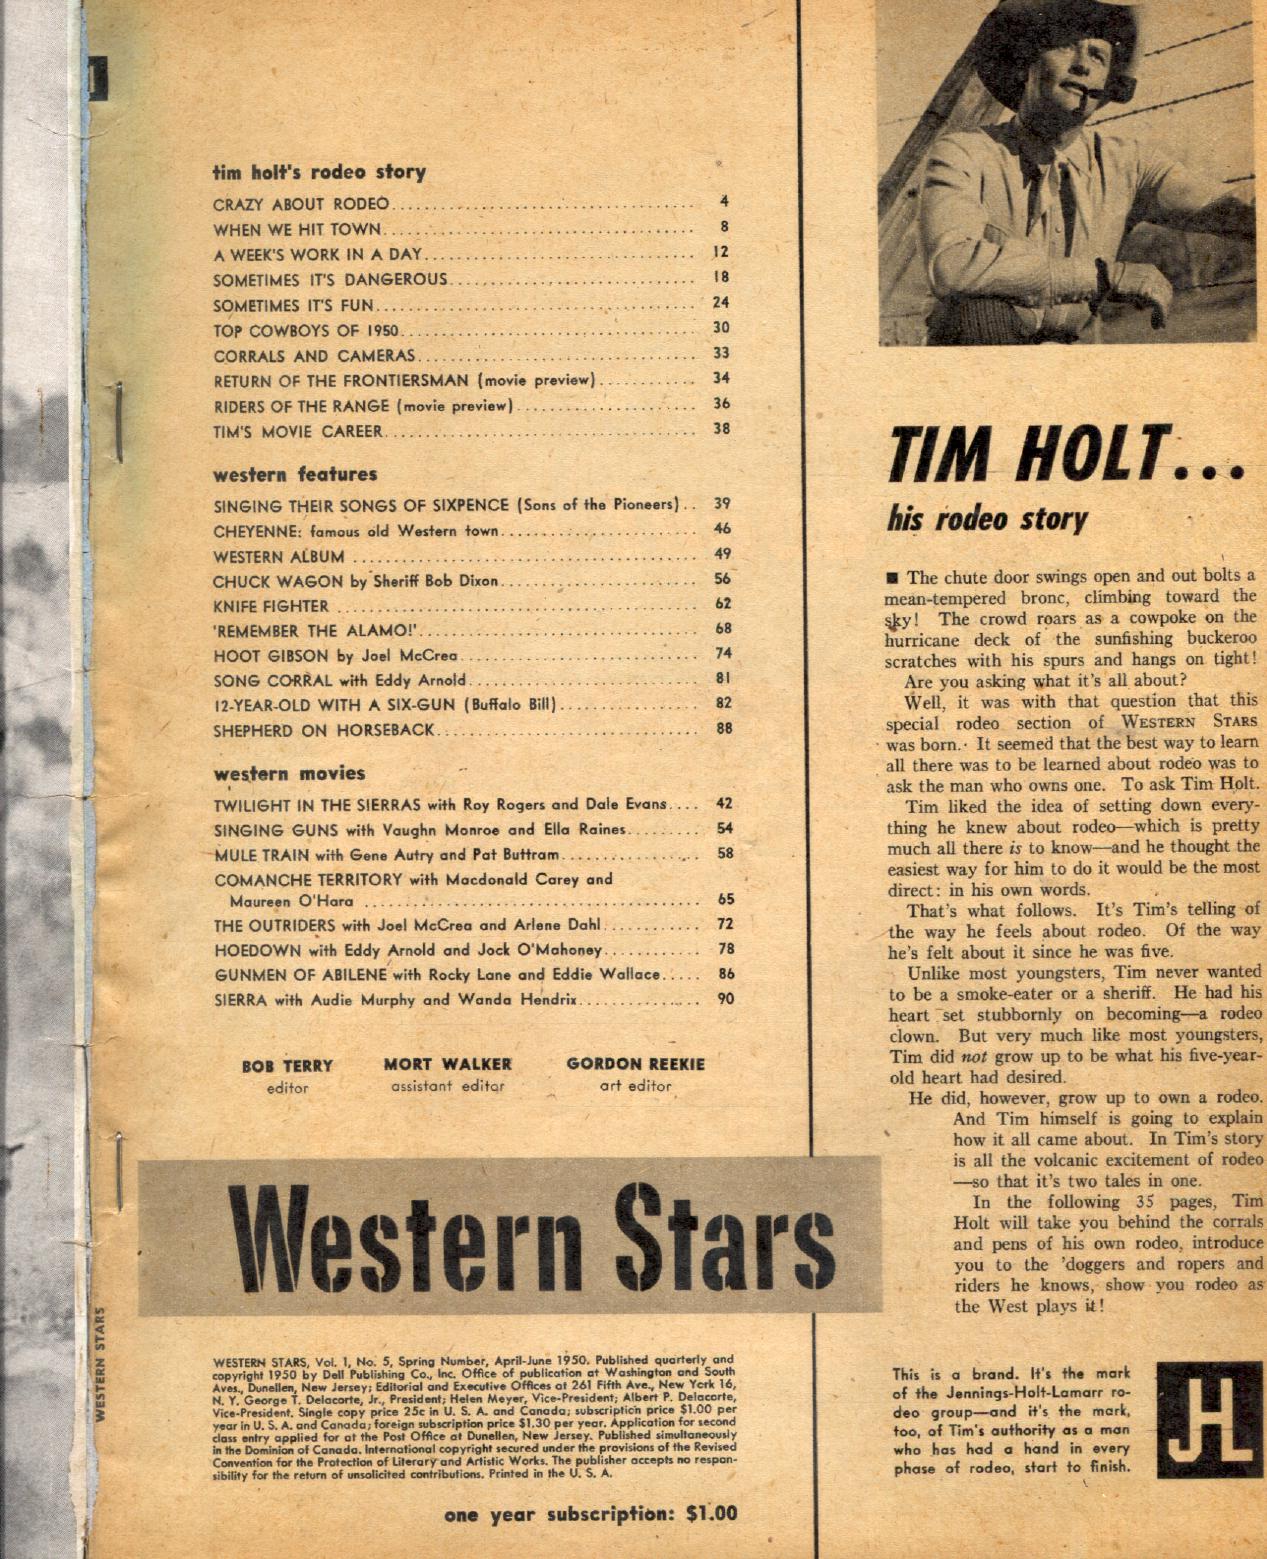 tim holt's rodeo story
CRAZY ABOUT RODEO.......................................... 4
WHEN WE HIT TOWN.......................................... 8
A WEEK'S WORK IN A DAY.................................... 12
SOMETIMES IT'S DANGEROUS................................. 18
SOMETIMES IT'S FUN.......................................... 24
TOP COWBOYS OF 1950....................................... 30
CORRALS AND CAMERAS..................................... 33
RETURN OF THE FRONTIERSMAN (movie preview)............. 34
RIDERS OF THE RANGE (movie preview)........................ 36
TIM'S MOVIE CAREER......................................... 38
western features
SINGING THEIR SONGS OF SIXPENCE (Sons of the Pioneers).. 39
CHEYENNE: famous old Western town.......................... 46
WESTERN ALBUM ............................................. 49
CHUCK WAGON by Sheriff Bob Dixon.......................... 56
KNIFE FIGHTER ............................................... 62
'REMEMBER THE ALAMO!'..................................... 68
HOOT GIBSON by Joel McCrea................................ 74
SONG CORRAL with Eddy Arnold.............................. 81
12-YEAR-OLD WITH A SIX-GUN (Buffalo Bill).................. 82
SHEPHERD ON HORSEBACK................................... 88
western movies
TWILIGHT IN THE SIERRAS with Roy Rogers and Dale Evans.... 42
SINGING GUNS with Vaughn Monroe and Ella Raines.......... 54
MULE TRAIN with Gene Autry and Pat Buttram................. 58
COMANCHE TERRITORY with Macdonald Carey and
Maureen O'Hara ............................................ 65
THE OUTRIDERS with Joel McCrea and Arlene Dahl............ 72
HOEDOWN with Eddy Arnold and Jock O'Mahoney............ 78
GUNMEN OF ABILENE with Rocky Lane and Eddie Wallace..... 86
SIERRA with Audie Murphy and Wanda Hendrix................ 90
BOB TERRY MORT WALKER GORDON REEKIE
editor assistant editor art editor
Western Stars
WESTERN STARS
WESTERN STARS, Vol. 1, No. 5, Spring Number, April-June 1950. Published quarterly and
copyright 1950 by Dell Publishing Co., Inc. Office of publication at Washington and South
Aves., Dunellen, New Jersey; Editorial and Executive Offices at 261 Fifth Ave., New York 16,
N. Y. George T. Delacorte, Jr., President; Helen Meyer, Vice-President; Albert P. Delacorte,
Vice-President. Single copy price 25c in U. S. A. and Canada; subscription price $1.00 per
year in U. S. A. and Canada; foreign subscription price $1.30 per year. Application for second
class entry applied for at the Post Office at Dunellen, New Jersey. Published simultaneously
in the Dominion of Canada. International copyright secured under the provisions of the Revised
Convention for the Protection of Literary and Artistic Works. The publisher accepts no respon-
sibility for the return of unsolicited contributions. Printed in the U. S. A.
one year subscription: $1.00
TIM HOLT...
his rodeo story
■ The chute door swings open and out bolts a
mean-tempered bronc, climbing toward the
sky! The crowd roars as a cowpoke on the
hurricane deck of the sunfishing buckeroo
scratches with his spurs and hangs on tight!
Are you asking what it's all about?
Well, it was with that question that this
special rodeo section of WESTERN STARS
was born. It seemed that the best way to learn
all there was to be learned about rodeo was to
ask the man who owns one. To ask Tim Holt.
Tim liked the idea of setting down every-
thing he knew about rodeo—which is pretty
much all there is to know—and he thought the
easiest way for him to do it would be the most
direct: in his own words.
That's what follows. It's Tim's telling of
the way he feels about rodeo. Of the way
he's felt about it since he was five.
Unlike most youngsters, Tim never wanted
to be a smoke-eater or a sheriff. He had his
heart set stubbornly on becoming—a rodeo
clown. But very much like most youngsters,
Tim did not grow up to be what his five-year-
old heart had desired.
He did, however, grow up to own a rodeo.
And Tim himself is going to explain
how it all came about. In Tim's story
is all the volcanic excitement of rodeo
—so that it's two tales in one.
In the following 35 pages, Tim
Holt will take you behind the corrals
and pens of his own rodeo, introduce
you to the 'doggers and ropers and
riders he knows, show you rodeo as
the West plays it!
This is a brand. It's the mark
of the Jennings-Holt-Lamarr ro-
deo group—and it's the mark,
too, of Tim's authority as a man
who has had a hand in every
phase of rodeo, start to finish.
JHL